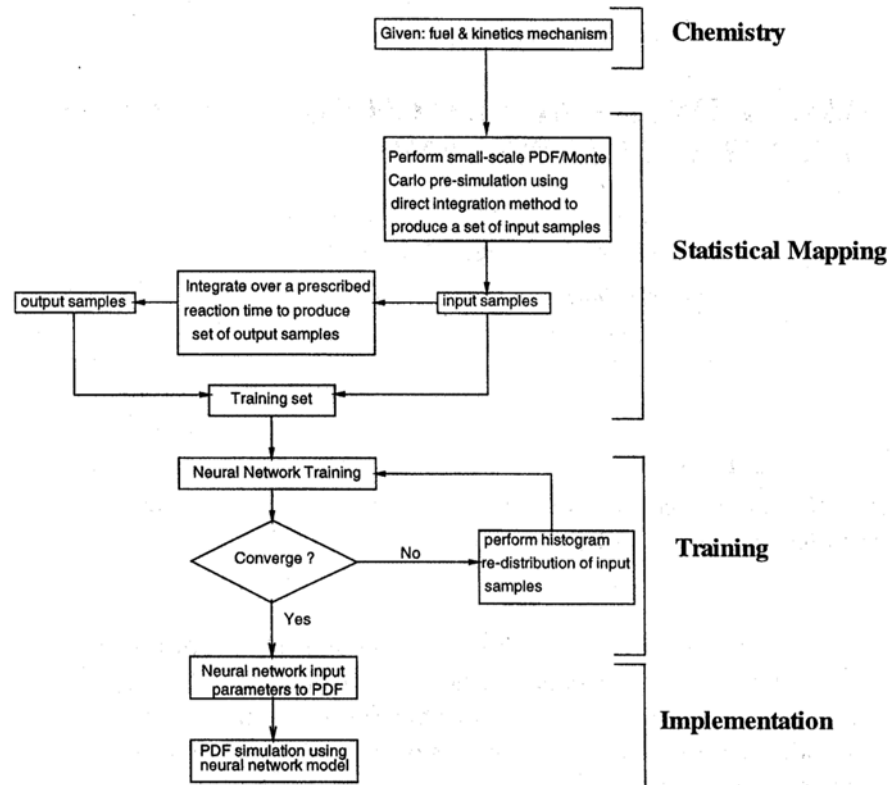 Given: fuel & kinetics mechanism
Chemistry
Perform small-scale PDF/Monte
Carlo pre-simulation using
direct integration method to
produce a set of input samples
Statistical Mapping
output samples
Integrate over a prescribed
reaction time to produce
set of output samples
input samples
Training set
Neural Network Training
Converge ?
No
perform histogram
re-distribution of input
samples
Training
Yes
Neural network input
parameters to PDF
Implementation
PDF simulation using
neural network model